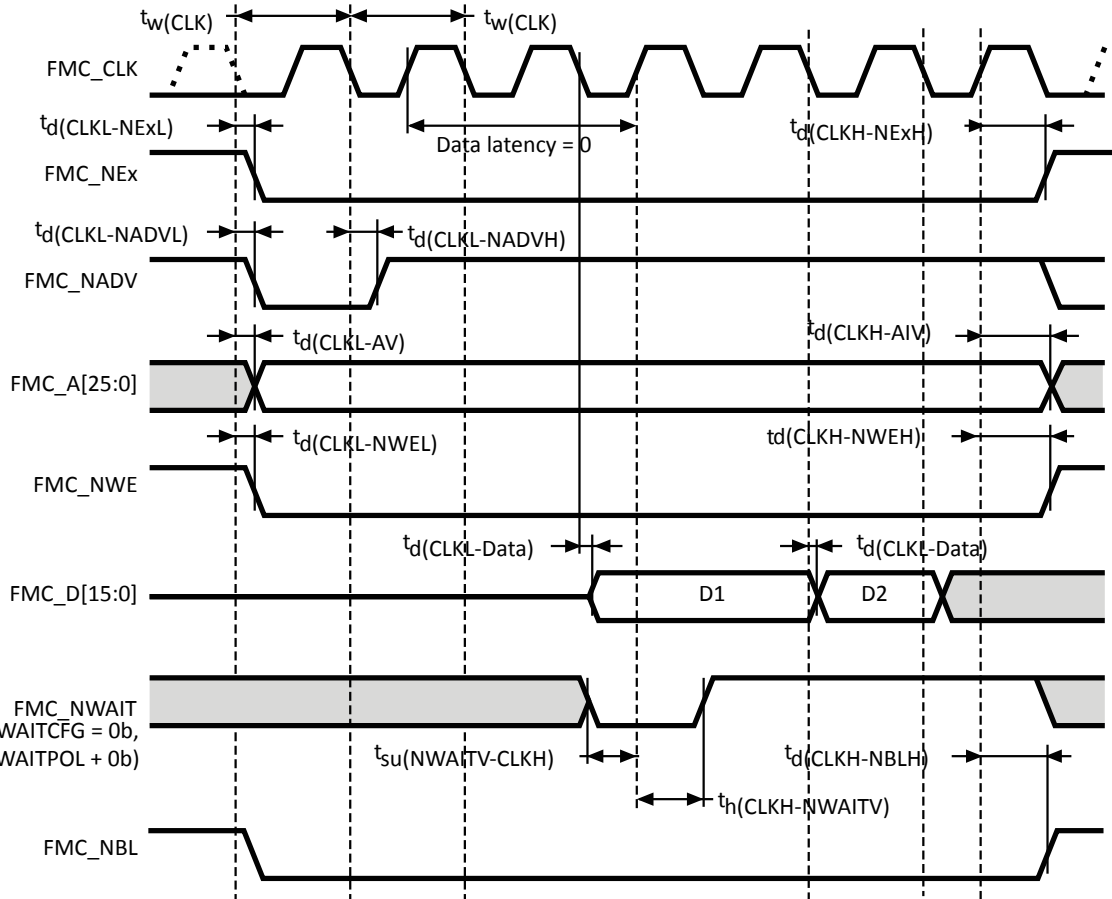 tw(CLK) tw(CLK)
FMC_CLK
td(CLKL-NExL) Data latency = 0 td(CLKH-NExH)
FMC_NEx
td(CLKL-NADVL) td(CLKL-NADVH)
FMC_NADV
td(CLKL-AV) td(CLKH-AIV)
FMC_A[25:0]
td(CLKL-NWEL) td(CLKH-NWEH)
FMC_NWE
td(CLKL-Data) td(CLKL-Data)
FMC_D[15:0] D1 D2
FMC_NWAIT
WAITCFG = 0b,
WAITPOL + 0b)
tsu(NWAITV-CLKH) td(CLKH-NBLH)
th(CLKH-NWAITV)
FMC_NBL